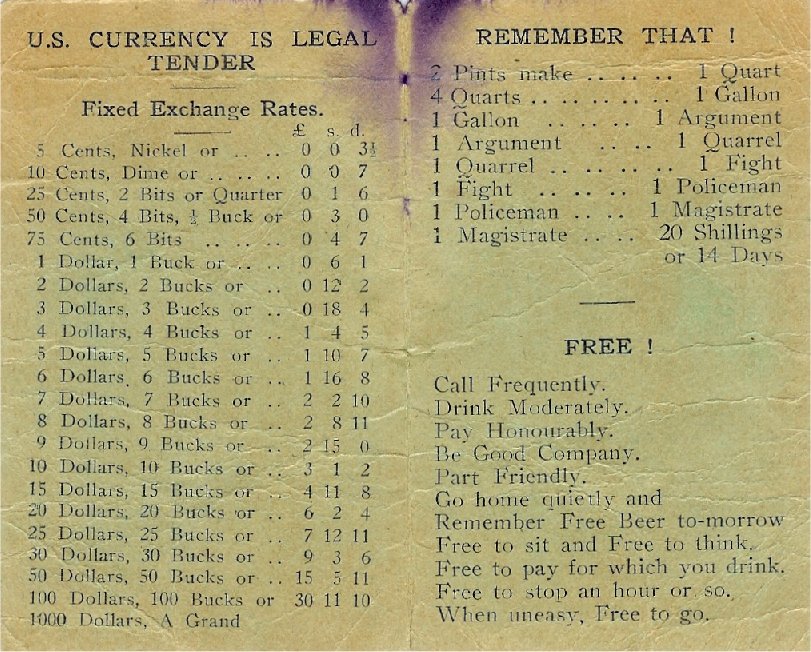 U.S. CURRENCY IS LEGAL
TENDER
Fixed Exchange Rates.
£ s. d.
5 Cents, Nickel or .. .. 0 0 3½
10 Cents, Dime or .. .. .. 0 0 7
25 Cents, 2 Bits or Quarter 0 1 6
50 Cents, 4 Bits, ½ Buck or 0 3 0
75 Cents, 6 Bits .. .. .. 0 4 7
1 Dollar, 1 Buck or .. .. 0 6 1
2 Dollars, 2 Bucks or .. 0 12 2
3 Dollars, 3 Bucks or .. 0 18 4
4 Dollars, 4 Bucks or .. 1 4 5
5 Dollars, 5 Bucks or .. 1 10 7
6 Dollars, 6 Bucks or .. 1 16 8
7 Dollars, 7 Bucks or .. 2 2 10
8 Dollars, 8 Bucks or .. 2 8 11
9 Dollars, 9 Bucks or .. 2 15 0
10 Dollars, 10 Bucks or .. 3 1 2
15 Dollars, 15 Bucks or .. 4 11 8
20 Dollars, 20 Bucks or .. 6 2 4
25 Dollars, 25 Bucks or .. 7 12 11
30 Dollars, 30 Bucks or .. 9 3 6
50 Dollars, 50 Bucks or .. 15 5 11
100 Dollars, 100 Bucks or 30 11 10
1000 Dollars, A Grand
REMEMBER THAT !
2 Pints make .. .. .. 1 Quart
4 Quarts .. .. .. .. 1 Gallon
1 Gallon .. .. .. 1 Argument
1 Argument .. .. 1 Quarrel
1 Quarrel .. .. .. .. 1 Fight
1 Fight .. .. .. 1 Policeman
1 Policeman .. .. 1 Magistrate
1 Magistrate .. .. 20 Shillings
or 14 Days
FREE !
Call Frequently.
Drink Moderately.
Pay Honourably.
Be Good Company.
Part Friendly.
Go home quietly and
Remember Free Beer to-morrow
Free to sit and Free to think.
Free to pay for which you drink.
Free to stop an hour or so.
When uneasy, Free to go.